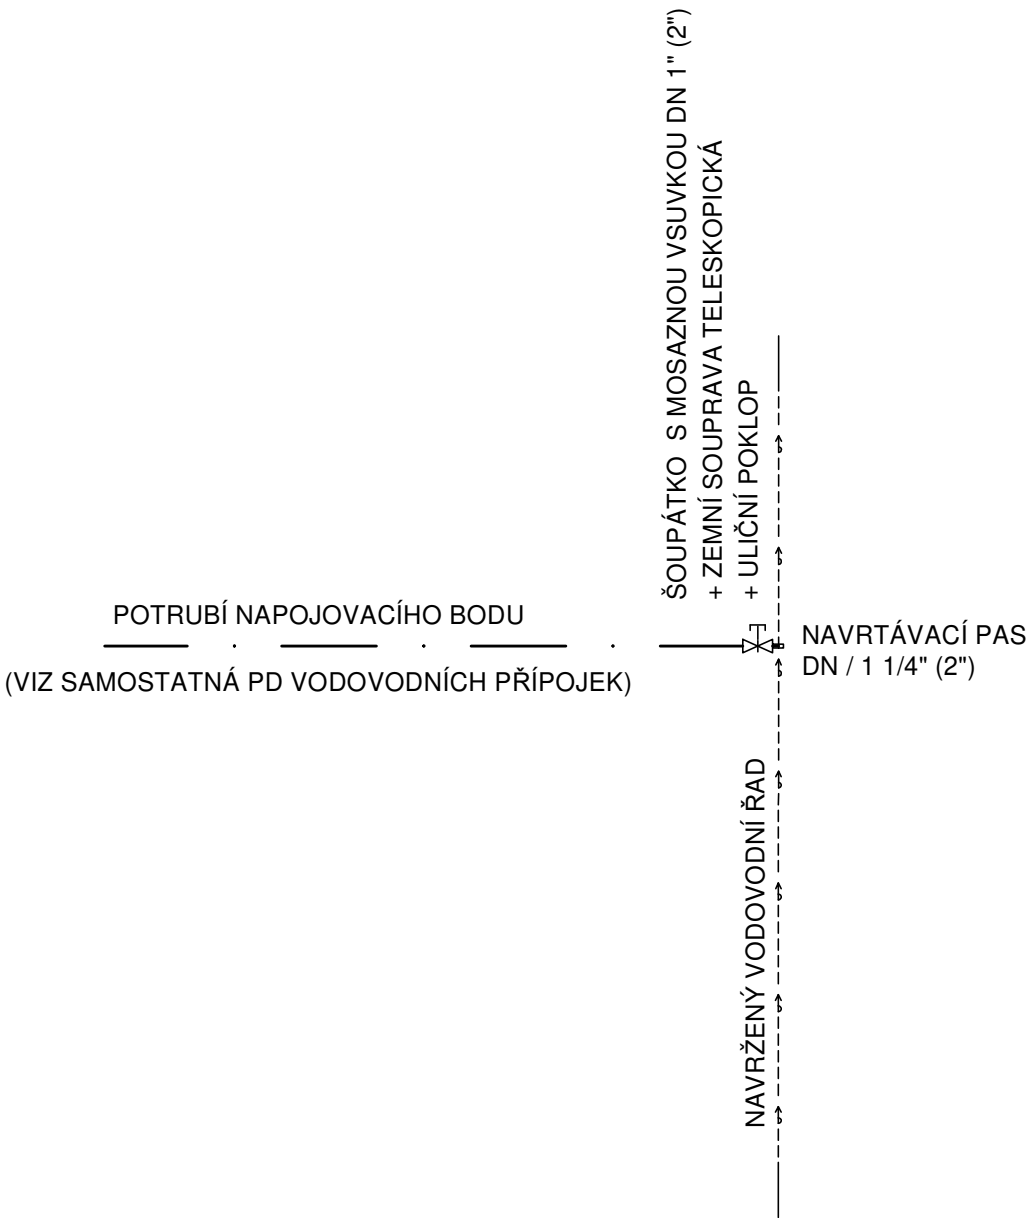 ŠOUPÁTKO S MOSAZNOU VSUVKOU DN 1" (2")
+ ZEMNÍ SOUPRAVA TELESKOPICKÁ
+ ULIČNÍ POKLOP
POTRUBÍ NAPOJOVACÍHO BODU
(VIZ SAMOSTATNÁ PD VODOVODNÍCH PŘÍPOJEK)
NAVRTÁVACÍ PAS
DN / 1 1/4" (2")
NAVRŽENÝ VODOVODNÍ ŘAD